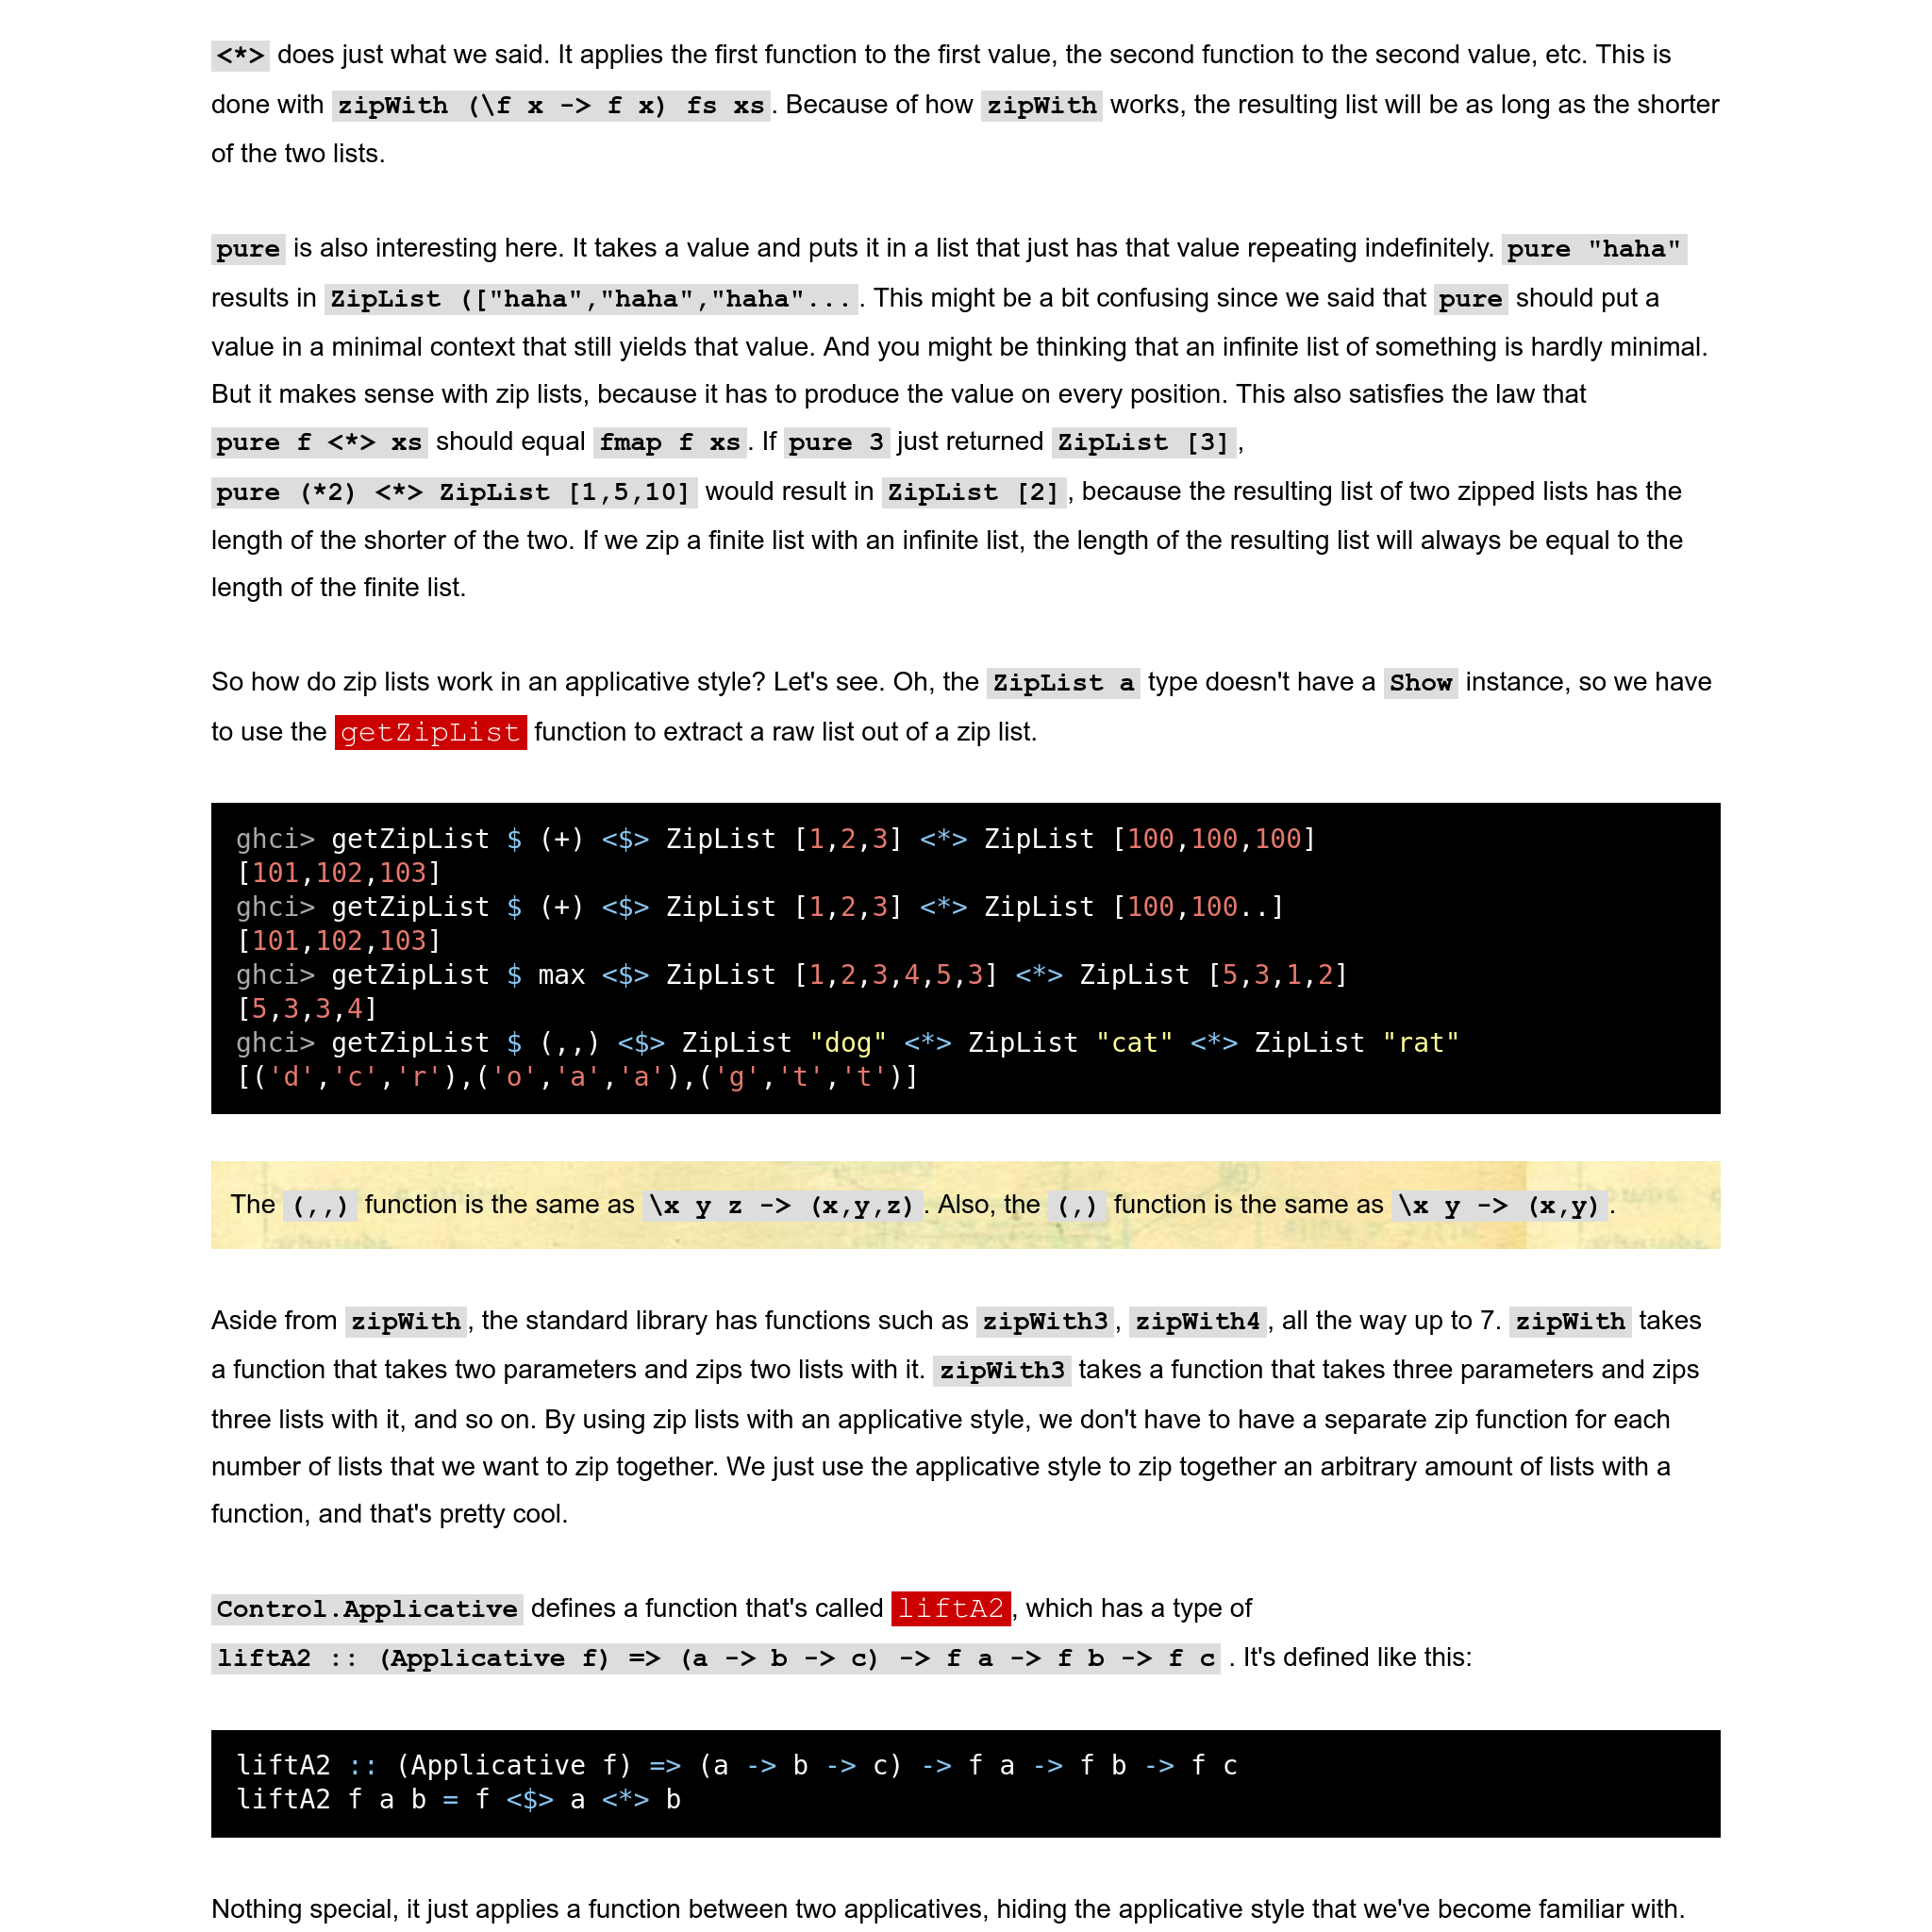 <*> does just what we said. It applies the first function to the first value, the second function to the second value, etc. This is
done with zipWith (\f x -> f x) fs xs. Because of how zipWith works, the resulting list will be as long as the shorter
of the two lists.
pure is also interesting here. It takes a value and puts it in a list that just has that value repeating indefinitely. pure "haha"
results in ZipList (["haha","haha","haha".... This might be a bit confusing since we said that pure should put a
value in a minimal context that still yields that value. And you might be thinking that an infinite list of something is hardly minimal.
But it makes sense with zip lists, because it has to produce the value on every position. This also satisfies the law that
pure f <*> xs should equal fmap f xs. If pure 3 just returned ZipList [3],
pure (*2) <*> ZipList [1,5,10] would result in ZipList [2], because the resulting list of two zipped lists has the
length of the shorter of the two. If we zip a finite list with an infinite list, the length of the resulting list will always be equal to the
length of the finite list.
So how do zip lists work in an applicative style? Let's see. Oh, the ZipList a type doesn't have a Show instance, so we have
to use the getZipList function to extract a raw list out of a zip list.
ghci> getZipList $ (+) <$> ZipList [1,2,3] <*> ZipList [100,100,100]
[101,102,103]
ghci> getZipList $ (+) <$> ZipList [1,2,3] <*> ZipList [100,100..]
[101,102,103]
ghci> getZipList $ max <$> ZipList [1,2,3,4,5,3] <*> ZipList [5,3,1,2]
[5,3,3,4]
ghci> getZipList $ (,,) <$> ZipList "dog" <*> ZipList "cat" <*> ZipList "rat"
[('d','c','r'),('o','a','a'),('g','t','t')]
The (,,) function is the same as \x y z -> (x,y,z). Also, the (,) function is the same as \x y -> (x,y).
Aside from zipWith, the standard library has functions such as zipWith3, zipWith4, all the way up to 7. zipWith takes
a function that takes two parameters and zips two lists with it. zipWith3 takes a function that takes three parameters and zips
three lists with it, and so on. By using zip lists with an applicative style, we don't have to have a separate zip function for each
number of lists that we want to zip together. We just use the applicative style to zip together an arbitrary amount of lists with a
function, and that's pretty cool.
Control.Applicative defines a function that's called liftA2, which has a type of
liftA2 :: (Applicative f) => (a -> b -> c) -> f a -> f b -> f c . It's defined like this:
liftA2 :: (Applicative f) => (a -> b -> c) -> f a -> f b -> f c
liftA2 f a b = f <$> a <*> b
Nothing special, it just applies a function between two applicatives, hiding the applicative style that we've become familiar with.